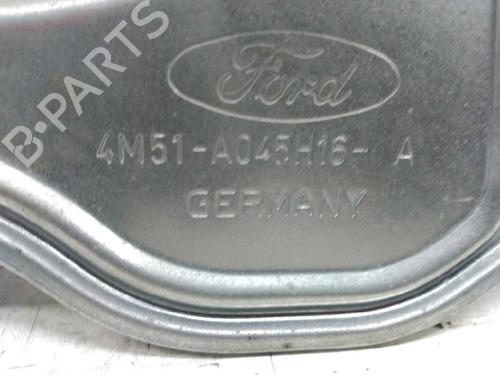 B-PARTS
Ford
4M51-A045H16- A
GERMANY